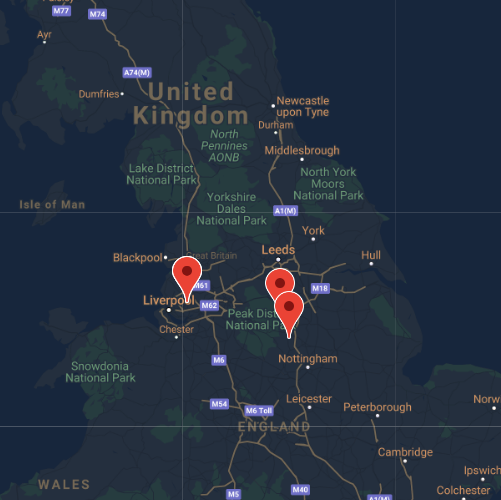 M77
M74
Ayr
A74(M)
Dumfries
United
Kingdom
Newcastle
upon Tyne
Durham
North
Pennines
AONB
Middlesbrough
Lake District
National Park
North York
Moors
National Park
Yorkshire
Dales
National Park
Isle of Man
A1(M)
York
Leeds
Hull
Blackpool
Great Britain
M61
M18
Liverpool
M62
Chester
Peak Dist
National Park
Nottingham
M6
Snowdonia
National Park
M54
M6 Toll
Leicester
Peterborough
Norw
ENGLAND
Cambridge
Ipswich
WALES
M5
M40
A1(M)
Colchester